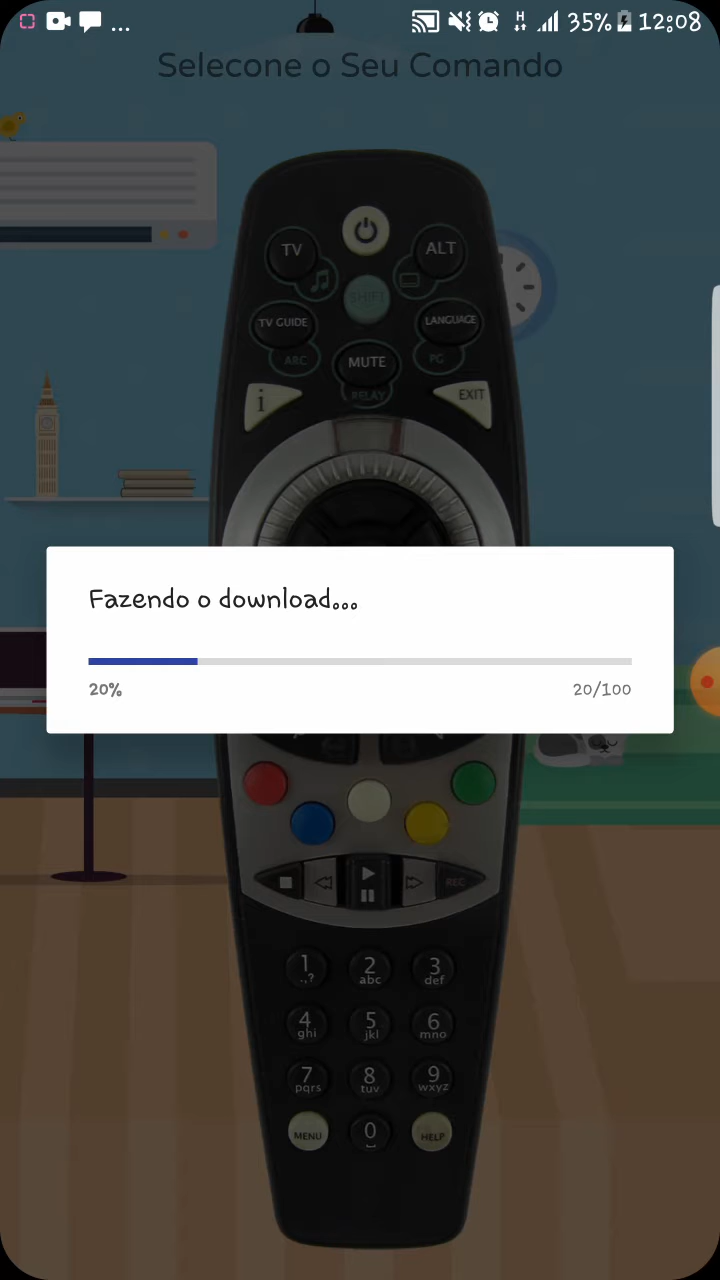 ... H 35% 12:08
Selecone o Seu Comando
TV
ALT
SHIFT
TV GUIDE
LANGUAGE
ABC
MUTE
PG
i
RELAY
EXIT
Fazendo o download...
20% 20/100
REC
1 2 3
.,? abc def
4 5 6
ghi jkl mno
7 8 9
pqrs tuv wxyz
MENU 0 HELP